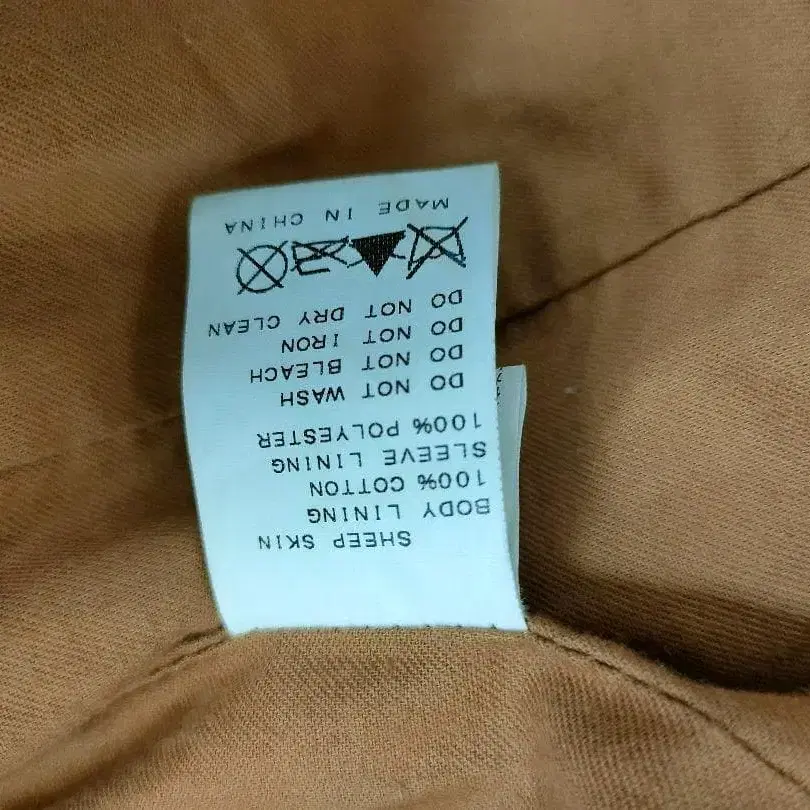 SHEEP SKIN
BODY LINING
100% COTTON
SLEEVE LINING
100% POLYESTER
DO NOT WASH
DO NOT BLEACH
DO NOT IRON
DO NOT DRY CLEAN
MADE IN CHINA